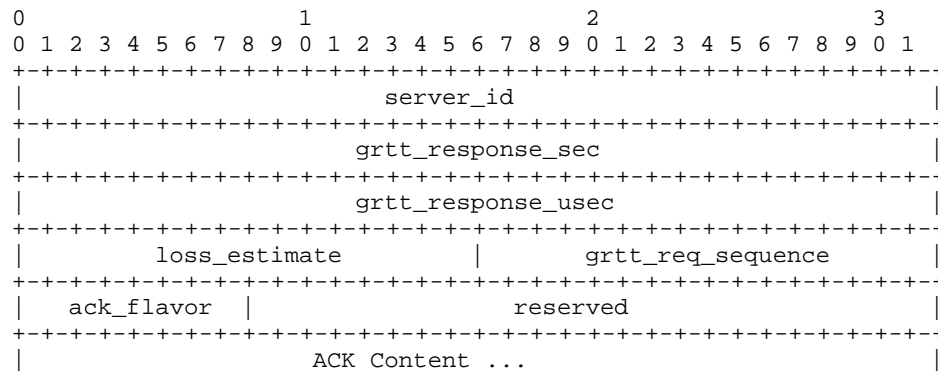 0                   1                   2                   3
0 1 2 3 4 5 6 7 8 9 0 1 2 3 4 5 6 7 8 9 0 1 2 3 4 5 6 7 8 9 0 1
+-+-+-+-+-+-+-+-+-+-+-+-+-+-+-+-+-+-+-+-+-+-+-+-+-+-+-+-+-+-+-+--
|                         server_id                             |
+-+-+-+-+-+-+-+-+-+-+-+-+-+-+-+-+-+-+-+-+-+-+-+-+-+-+-+-+-+-+-+--
|                       grtt_response_sec                       |
+-+-+-+-+-+-+-+-+-+-+-+-+-+-+-+-+-+-+-+-+-+-+-+-+-+-+-+-+-+-+-+--
|                       grtt_response_usec                      |
+-+-+-+-+-+-+-+-+-+-+-+-+-+-+-+-+-+-+-+-+-+-+-+-+-+-+-+-+-+-+-+--
|         loss_estimate         |       grtt_req_sequence       |
+-+-+-+-+-+-+-+-+-+-+-+-+-+-+-+-+-+-+-+-+-+-+-+-+-+-+-+-+-+-+-+--
|   ack_flavor  |                  reserved                     |
+-+-+-+-+-+-+-+-+-+-+-+-+-+-+-+-+-+-+-+-+-+-+-+-+-+-+-+-+-+-+-+--
|                    ACK Content ...                            |